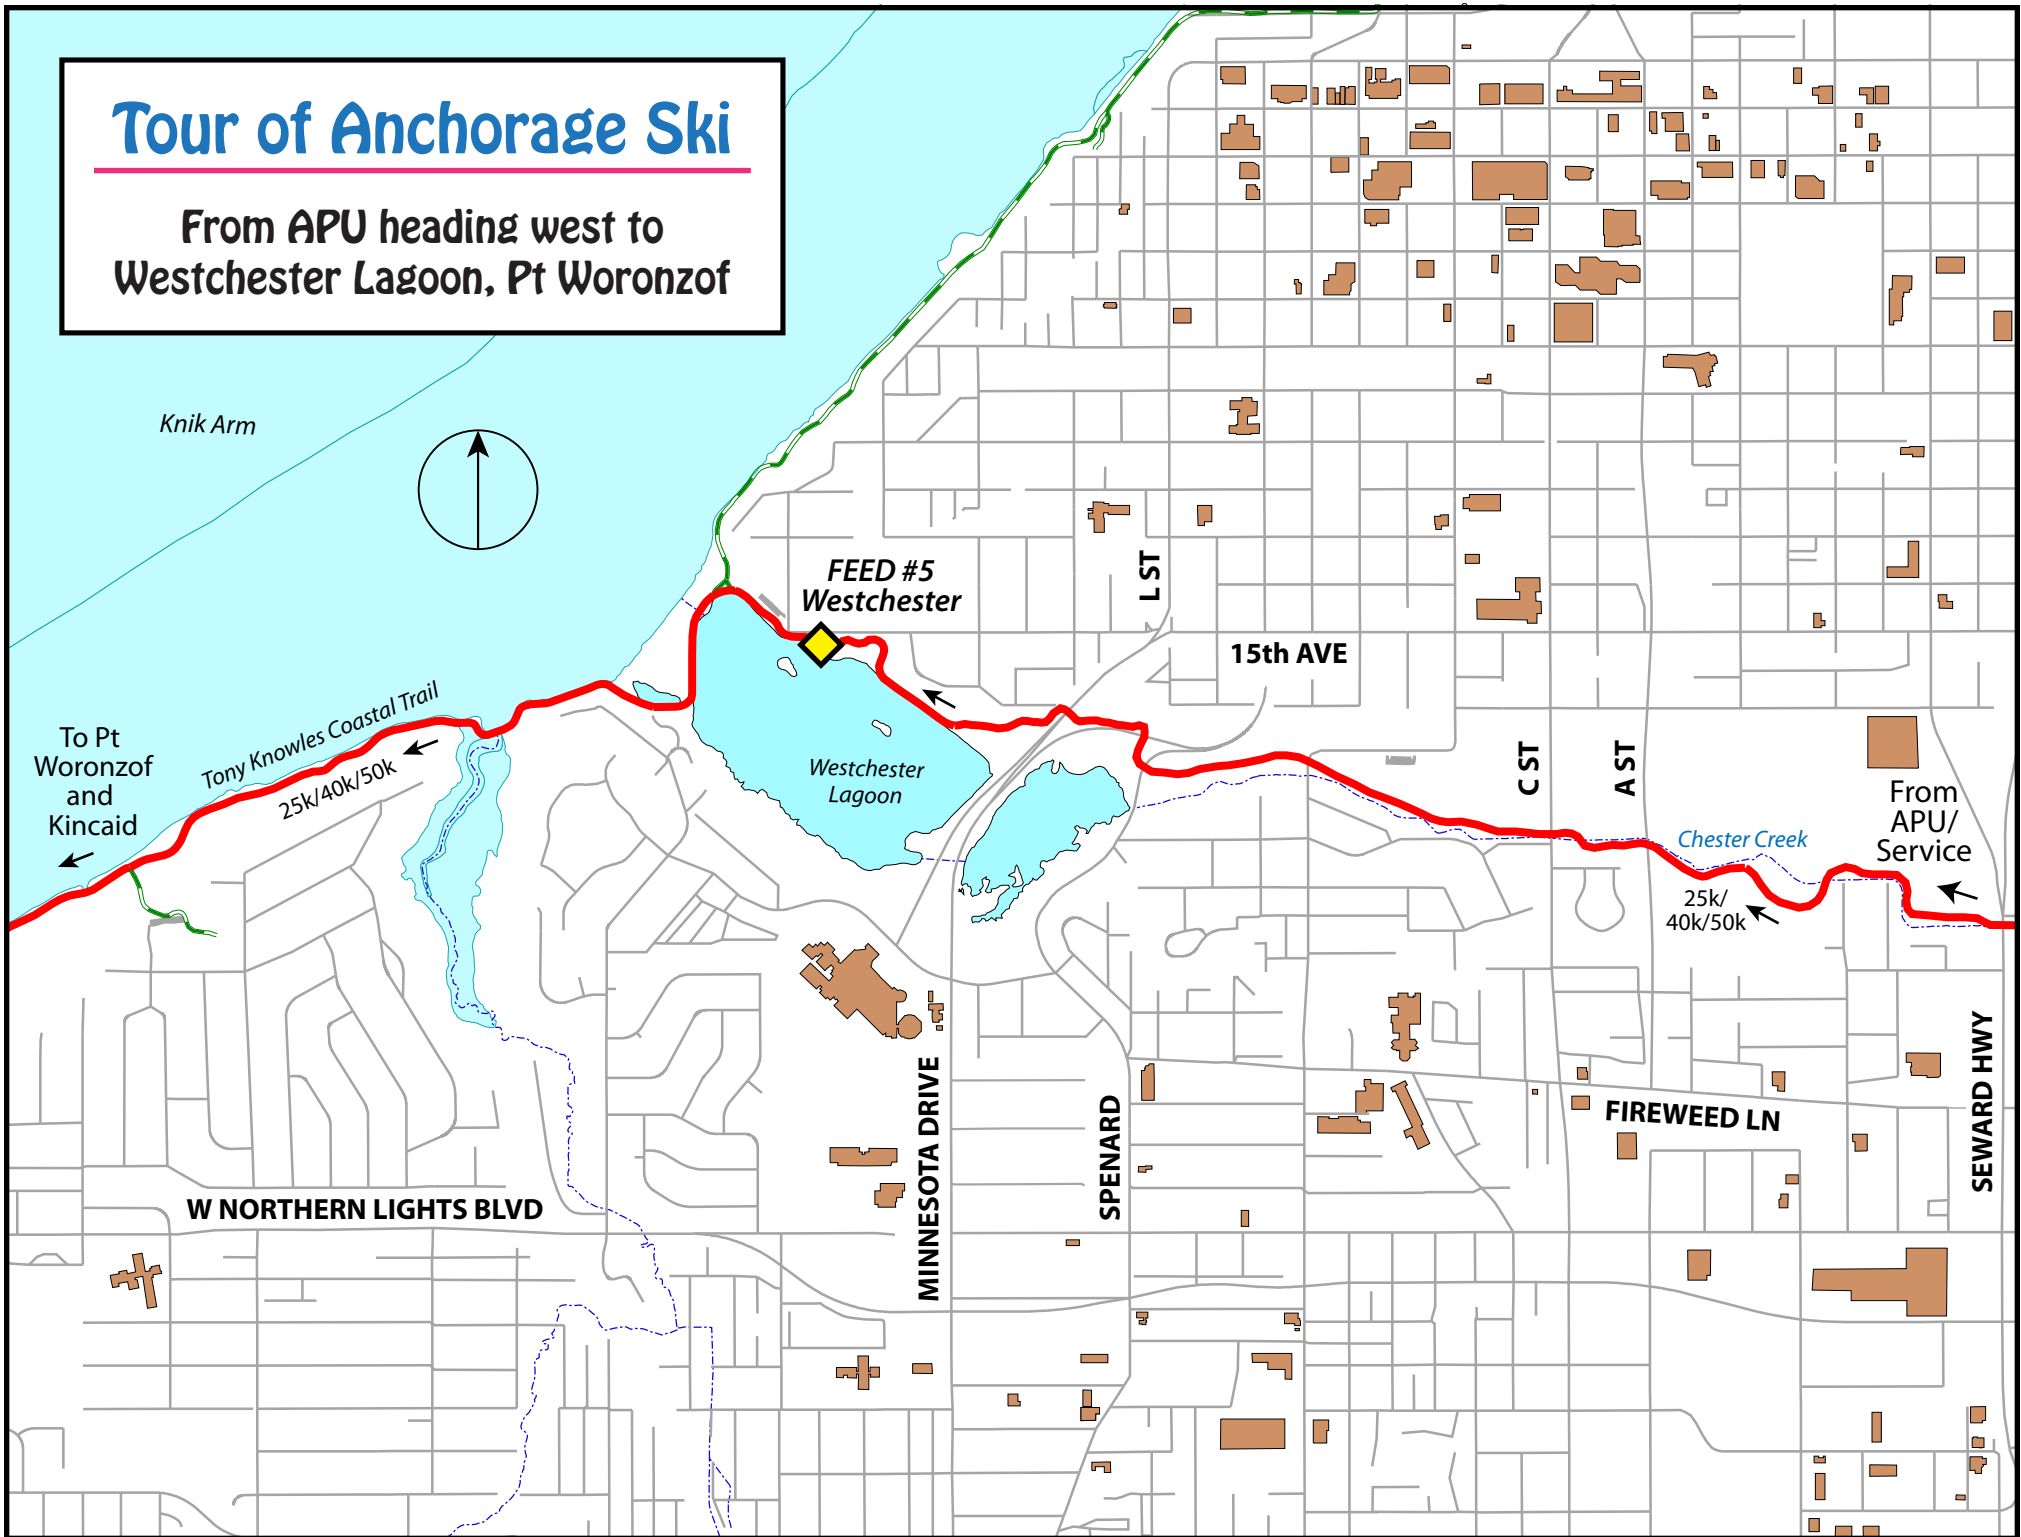 Tour of Anchorage Ski
From APU heading west to
Westchester Lagoon, Pt Woronzof
Knik Arm
FEED #5
Westchester
L ST
15th AVE
Tony Knowles Coastal Trail
25k/40k/50k
To Pt
Woronzof
and
Kincaid
Westchester
Lagoon
C ST
A ST
From
APU/
Service
Chester Creek
25k/
40k/50k
MINNESOTA DRIVE
SPENARD
FIREWEED LN
SEWARD HWY
W NORTHERN LIGHTS BLVD